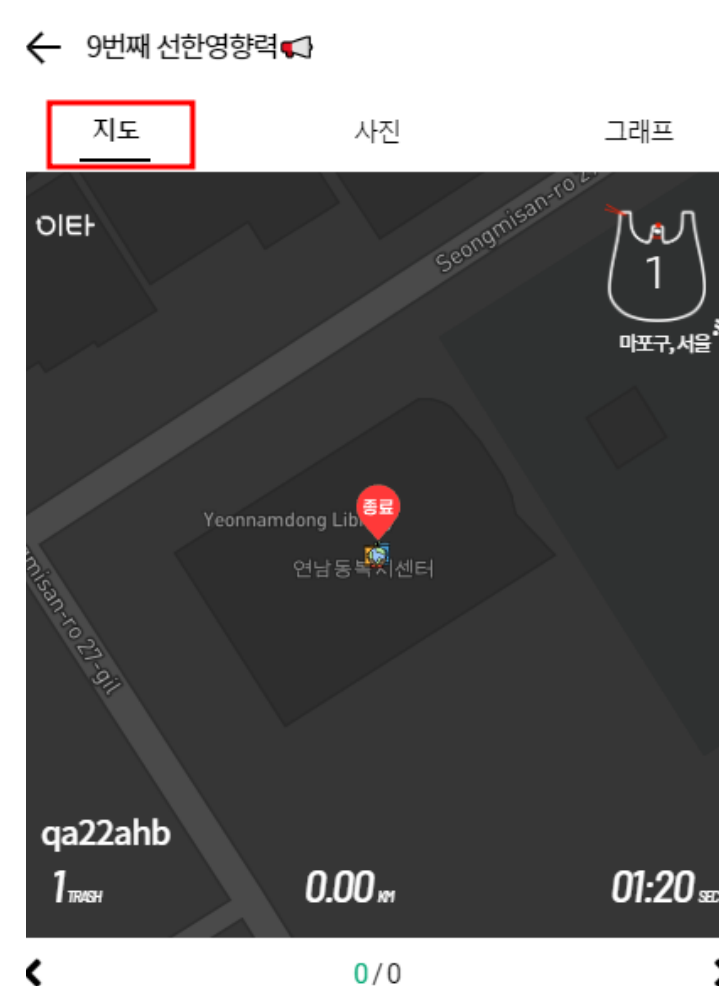 9번째 선한영향력
지도 사진 그래프
이타
Seongmisan-ro
1
마포구, 서울
종료
Yeonnamdong
연남동복지센터
misan-ro 27-gil
qa22ahb
1 TRASH 0.00 KM 01:20 SEC
0/0